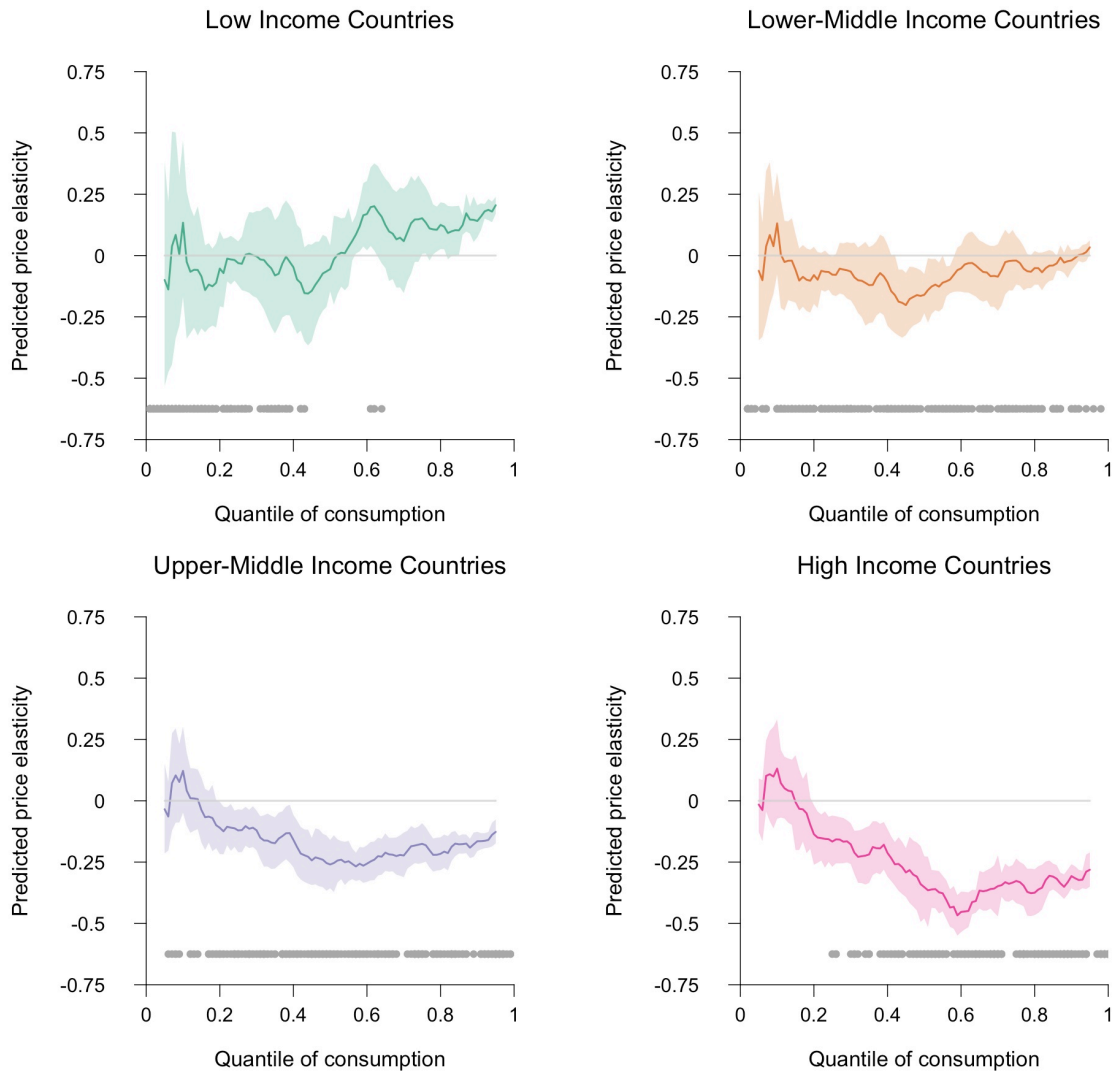 Low Income Countries
0.75
0.5
0.25
0
-0.25
-0.5
-0.75
Predicted price elasticity
0 0.2 0.4 0.6 0.8 1
Quantile of consumption
Lower-Middle Income Countries
0.75
0.5
0.25
0
-0.25
-0.5
-0.75
Predicted price elasticity
0 0.2 0.4 0.6 0.8 1
Quantile of consumption
Upper-Middle Income Countries
0.75
0.5
0.25
0
-0.25
-0.5
-0.75
Predicted price elasticity
0 0.2 0.4 0.6 0.8 1
Quantile of consumption
High Income Countries
0.75
0.5
0.25
0
-0.25
-0.5
-0.75
Predicted price elasticity
0 0.2 0.4 0.6 0.8 1
Quantile of consumption